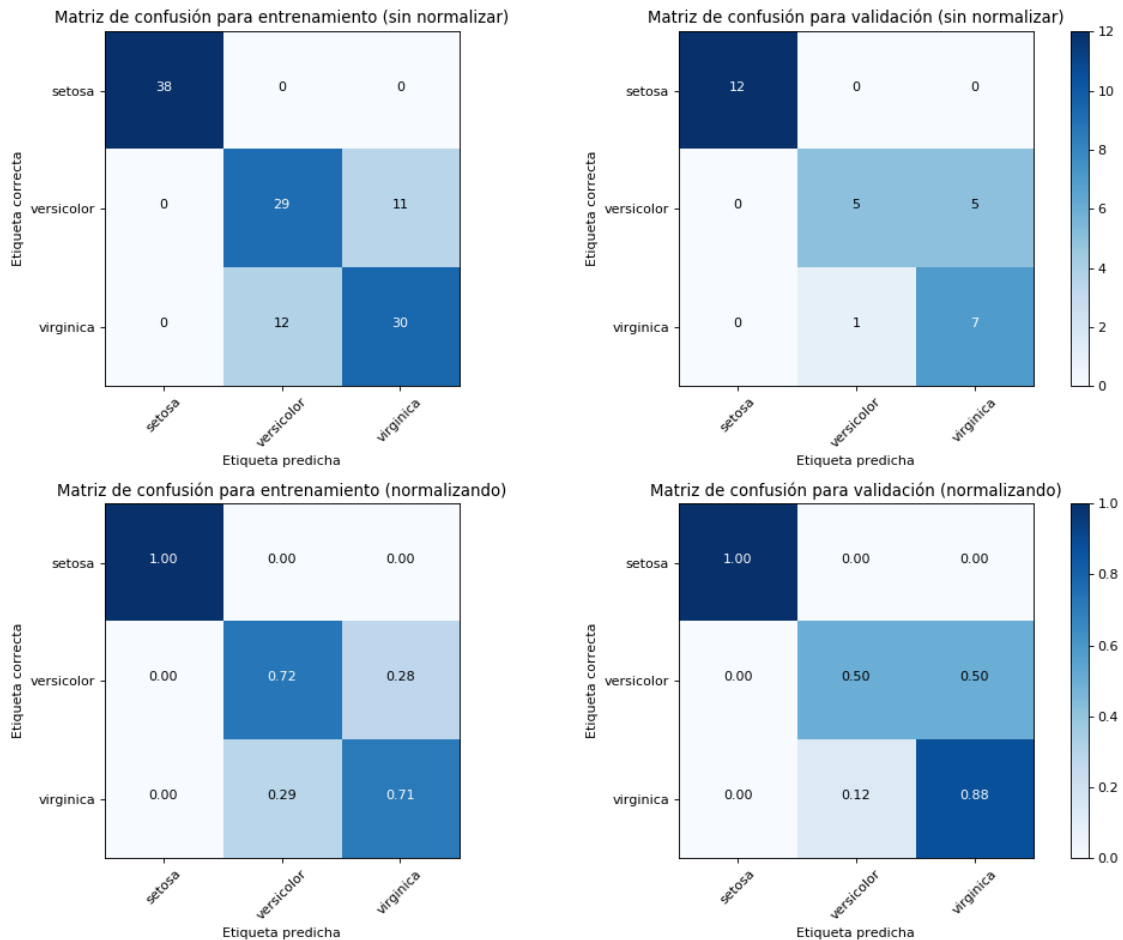 Matriz de confusión para entrenamiento (sin normalizar)
setosa
versicolor
virginica
Etiqueta correcta
38 0 0
0 29 11
0 12 30
setosa
versicolor
virginica
Etiqueta predicha
Matriz de confusión para validación (sin normalizar)
setosa
versicolor
virginica
Etiqueta correcta
12 0 0
0 5 5
0 1 7
setosa
versicolor
virginica
Etiqueta predicha
12
10
8
6
4
2
0
Matriz de confusión para entrenamiento (normalizando)
setosa
versicolor
virginica
Etiqueta correcta
1.00 0.00 0.00
0.00 0.72 0.28
0.00 0.29 0.71
setosa
versicolor
virginica
Etiqueta predicha
Matriz de confusión para validación (normalizando)
setosa
versicolor
virginica
Etiqueta correcta
1.00 0.00 0.00
0.00 0.50 0.50
0.00 0.12 0.88
setosa
versicolor
virginica
Etiqueta predicha
1.0
0.8
0.6
0.4
0.2
0.0